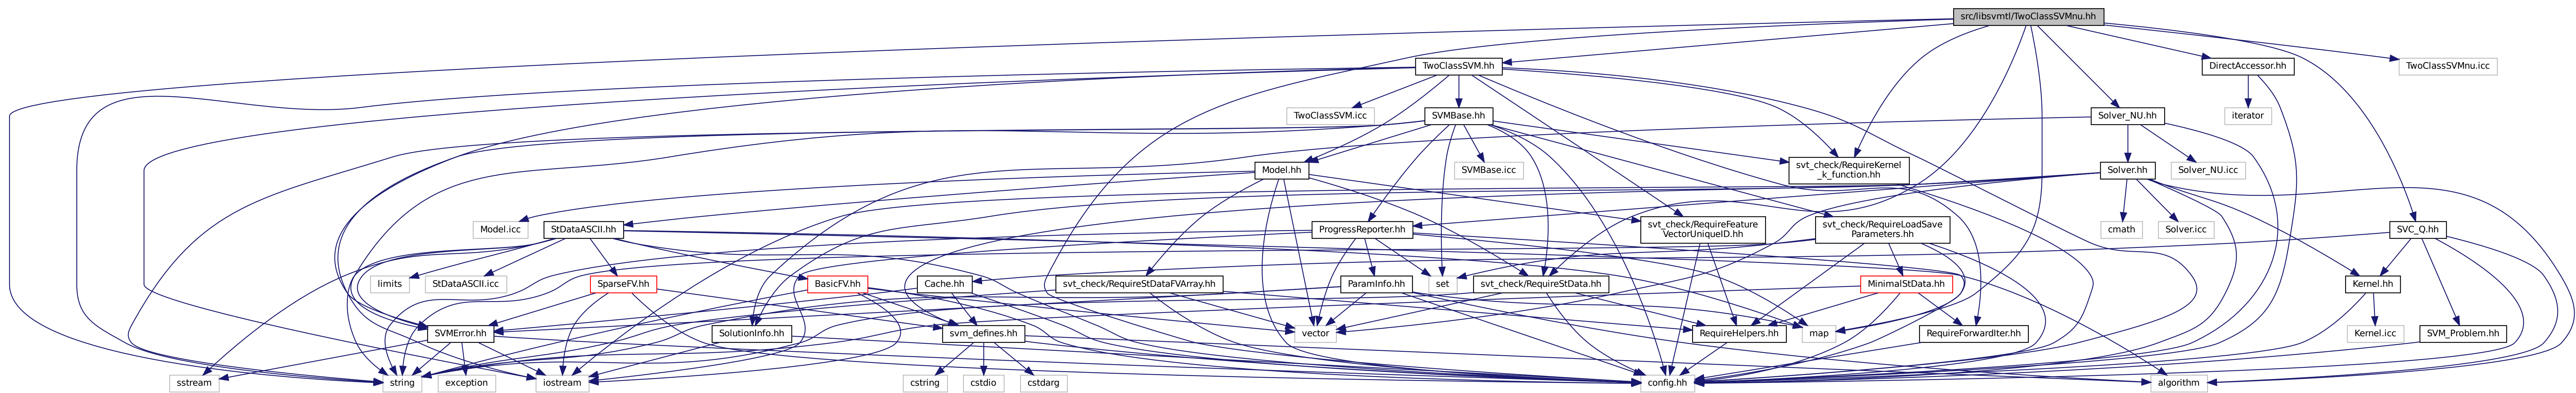 src/libsvmtl/TwoClassSVMnu.hh
TwoClassSVM.hh
DirectAccessor.hh
TwoClassSVMnu.icc
TwoClassSVM.icc
SVMBase.hh
Solver_NU.hh
iterator
Model.hh
SVMBase.icc
svt_check/RequireKernel
_k_function.hh
Solver.hh
Solver_NU.icc
Model.icc
StDataASCII.hh
ProgressReporter.hh
svt_check/RequireFeature
VectorUniqueID.hh
svt_check/RequireLoadSave
Parameters.hh
cmath
Solver.icc
SVC_Q.hh
limits
StDataASCII.icc
SparseFV.hh
BasicFV.hh
Cache.hh
svt_check/RequireStDataFVArray.hh
ParamInfo.hh
set
svt_check/RequireStData.hh
MinimalStData.hh
Kernel.hh
SVMError.hh
SolutionInfo.hh
svm_defines.hh
vector
RequireHelpers.hh
map
RequireForwardIter.hh
Kernel.icc
SVM_Problem.hh
sstream
string
exception
iostream
cstring
cstdio
cstdarg
config.hh
algorithm